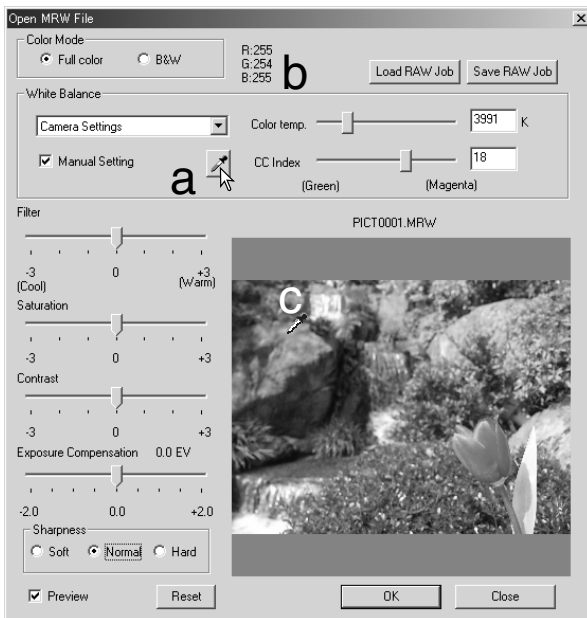 Open MRW File
Color Mode
Full color B&W
R:255
G:254
B:255
b
Load RAW Job Save RAW Job
White Balance
Camera Settings
Color temp. 3991 K
Manual Setting
a
CC Index 18
(Green) (Magenta)
Filter
-3 0 +3
(Cool) (Warm)
Saturation
-3 0 +3
Contrast
-3 0 +3
Exposure Compensation 0.0 EV
-2.0 0.0 +2.0
Sharpness
Soft Normal Hard
PICT0001.MRW
c
Preview Reset OK Close